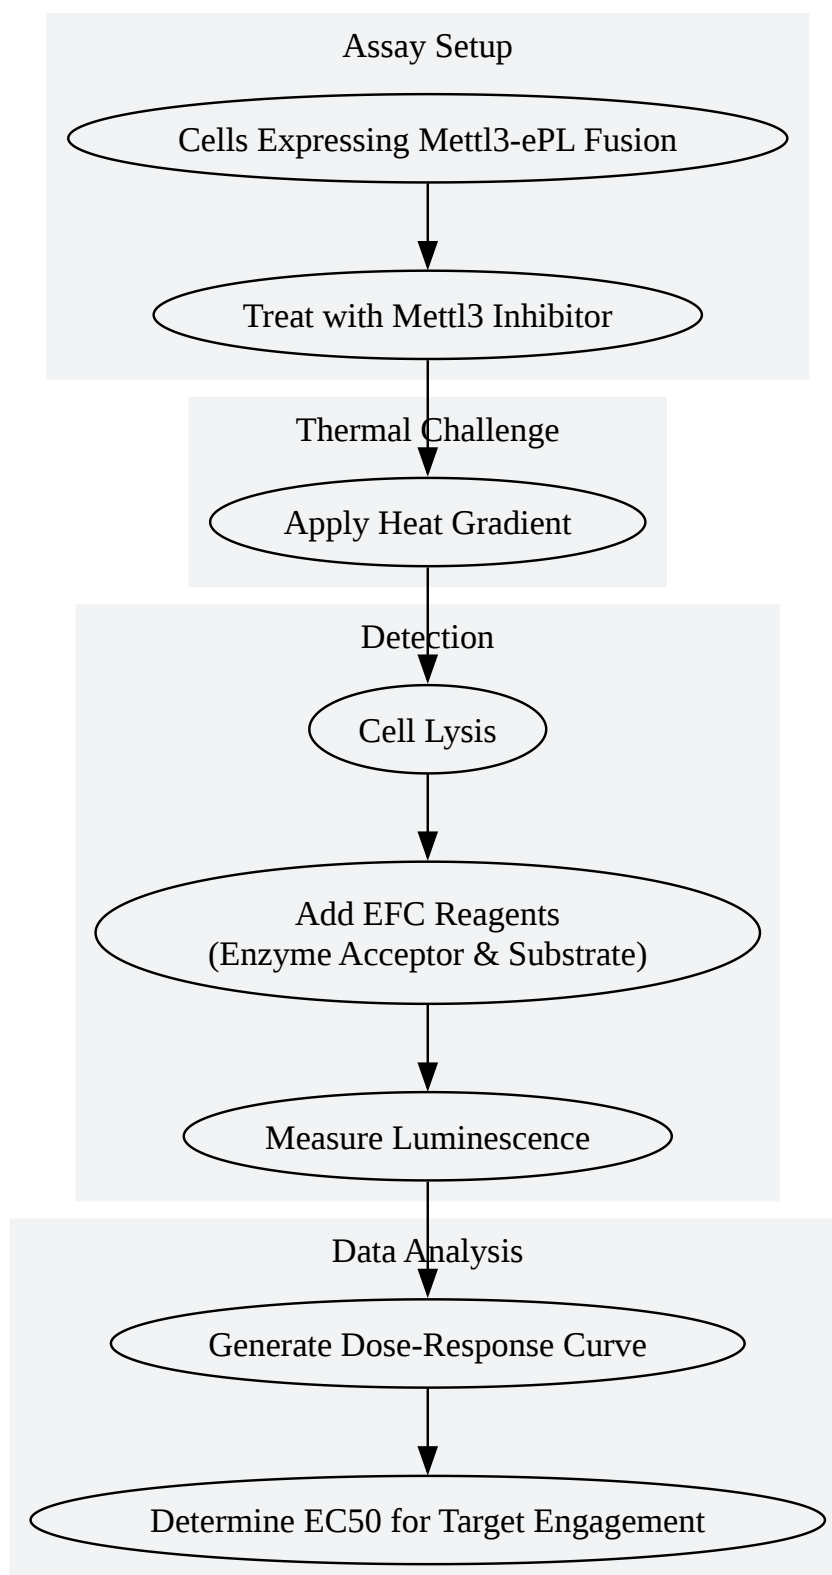 Assay Setup
Cells Expressing Mettl3-ePL Fusion
Treat with Mettl3 Inhibitor
Thermal Challenge
Apply Heat Gradient
Detection
Cell Lysis
Add EFC Reagents
(Enzyme Acceptor & Substrate)
Measure Luminescence
Data Analysis
Generate Dose-Response Curve
Determine EC50 for Target Engagement